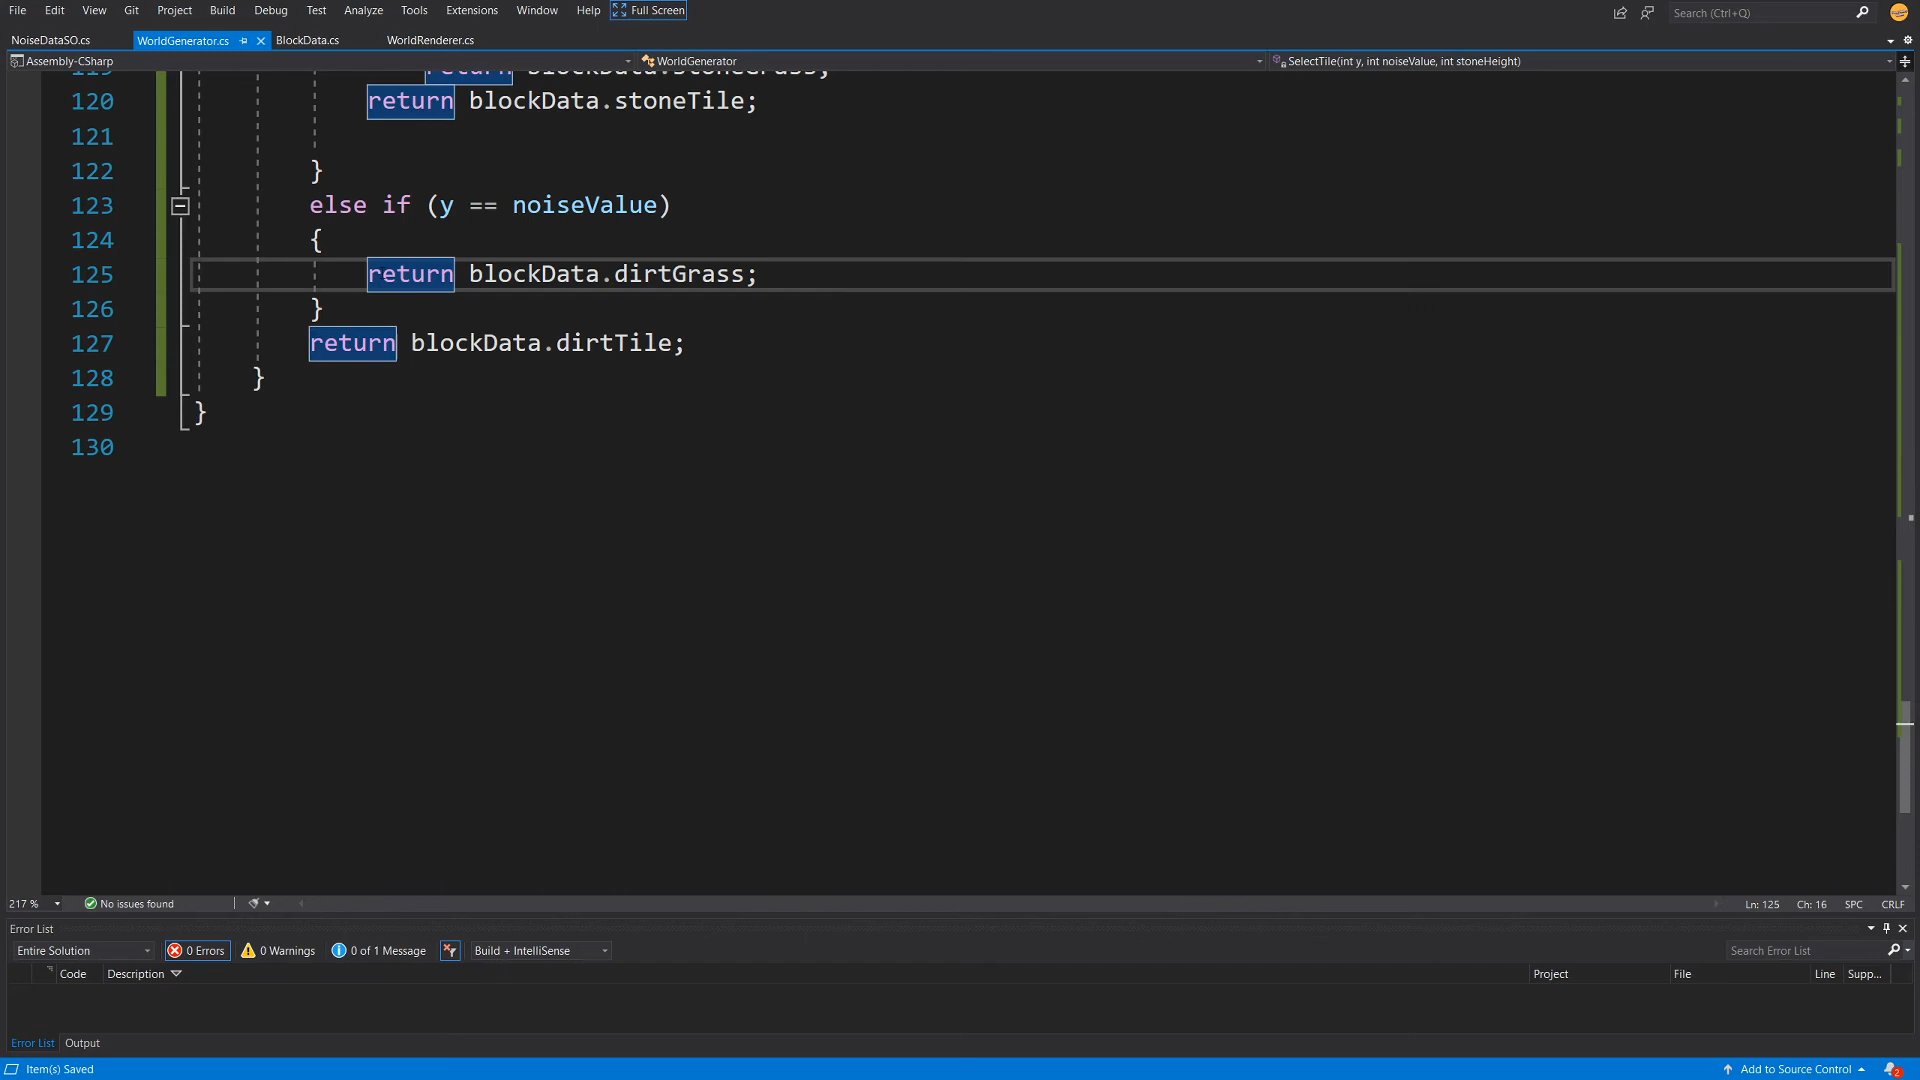 File Edit View Git Project Build Debug Test Analyze Tools Extensions Window Help Full Screen Search (Ctrl+Q)
NoiseDataSO.cs WorldGenerator.cs BlockData.cs WorldRenderer.cs
Assembly-CSharp WorldGenerator SelectTile(int y, int noiseValue, int stoneHeight)
119 return blockData.stoneGrass;
120 return blockData.stoneTile;
121
122 }
123 else if (y == noiseValue)
124 {
125 return blockData.dirtGrass;
126 }
127 return blockData.dirtTile;
128 }
129 }
130
217 % No issues found Ln: 125 Ch: 16 SPC CRLF
Error List
Entire Solution 0 Errors 0 Warnings 0 of 1 Message Build + IntelliSense Search Error List
Code Description Project File Line Supp...
Error List Output
Item(s) Saved Add to Source Control 2